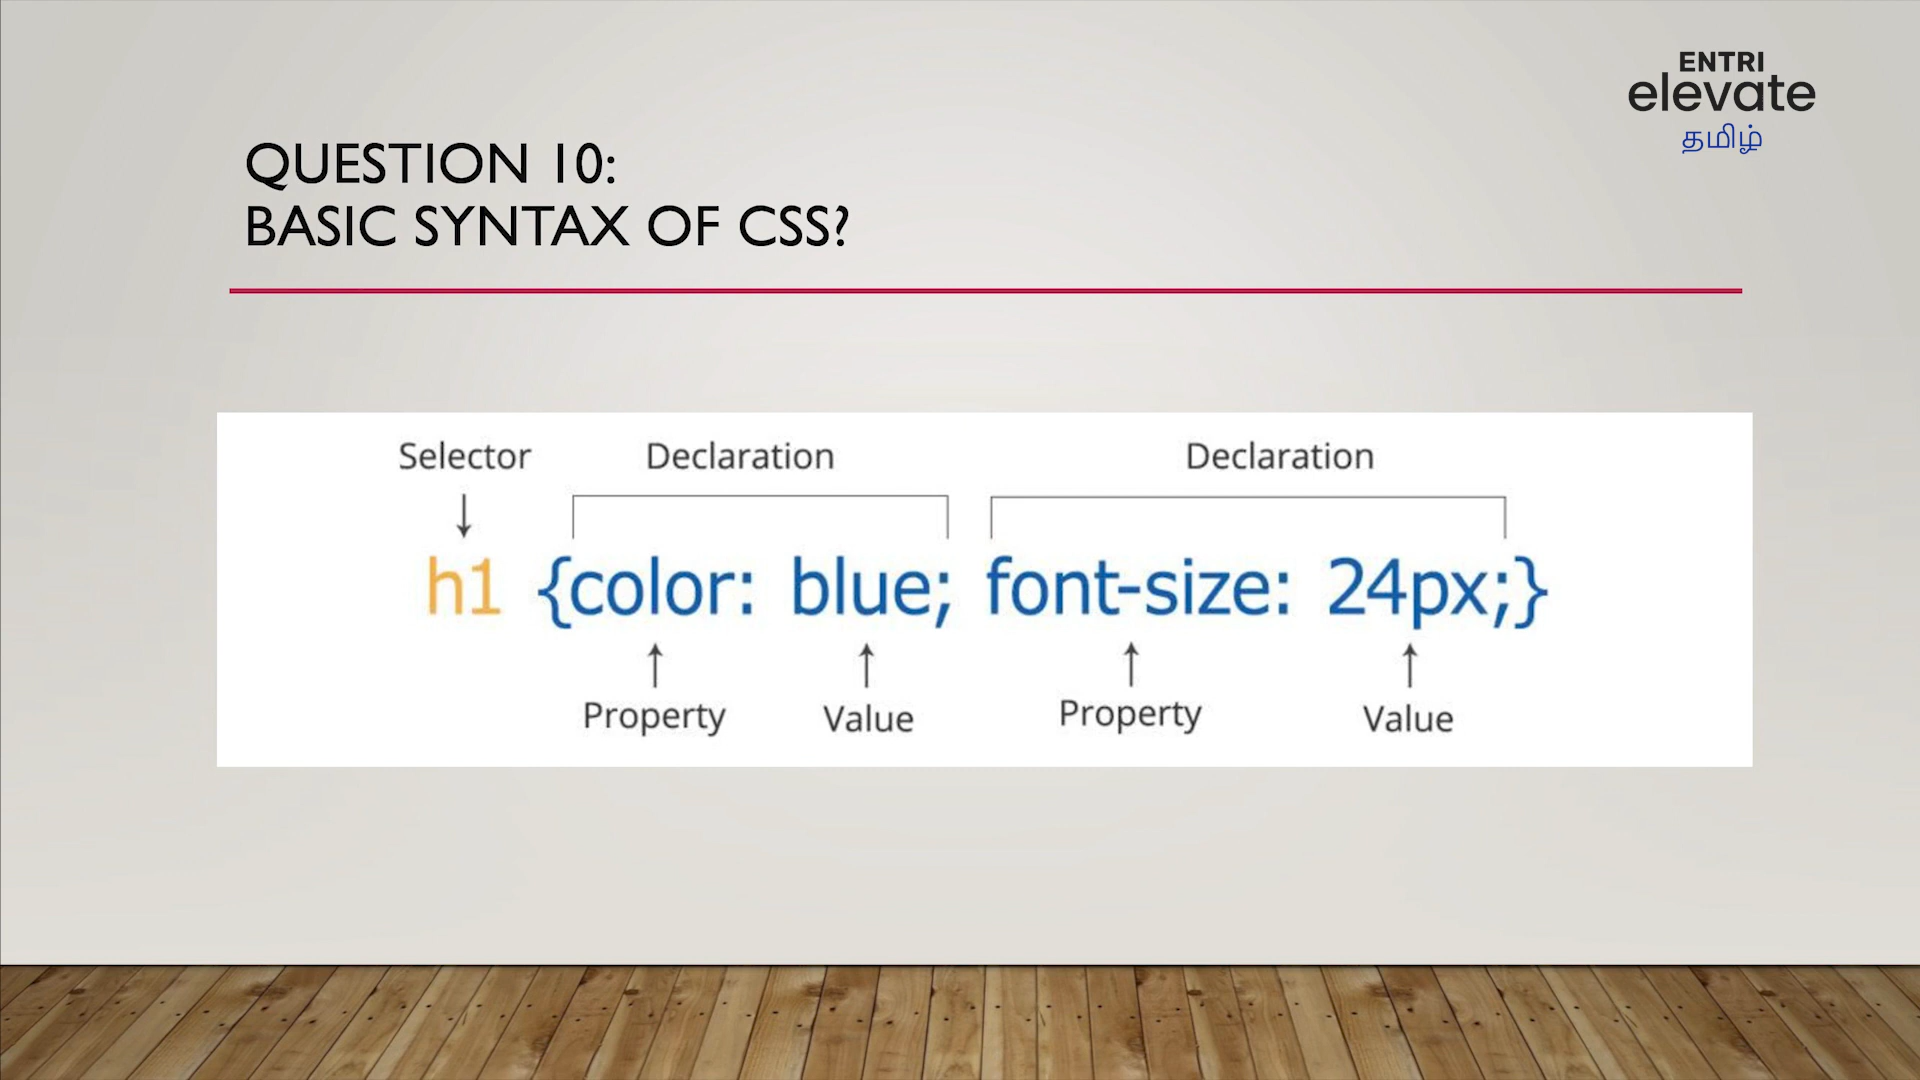 ENTRI
elevate
தமிழ்
QUESTION 10:
BASIC SYNTAX OF CSS?
Selector Declaration Declaration
h1 {color: blue; font-size: 24px;}
Property Value Property Value